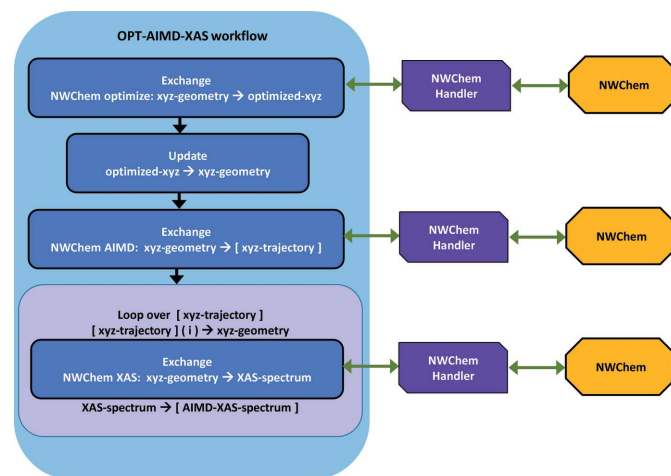 OPT-AIMD-XAS workflow
Exchange
NWChem optimize: xyz-geometry → optimized-xyz
NWChem
Handler
NWChem
Update
optimized-xyz → xyz-geometry
Exchange
NWChem AIMD: xyz-geometry → [ xyz-trajectory ]
NWChem
Handler
NWChem
Loop over [ xyz-trajectory ]
[ xyz-trajectory ] ( i ) → xyz-geometry
Exchange
NWChem XAS: xyz-geometry → XAS-spectrum
XAS-spectrum → [ AIMD-XAS-spectrum ]
NWChem
Handler
NWChem